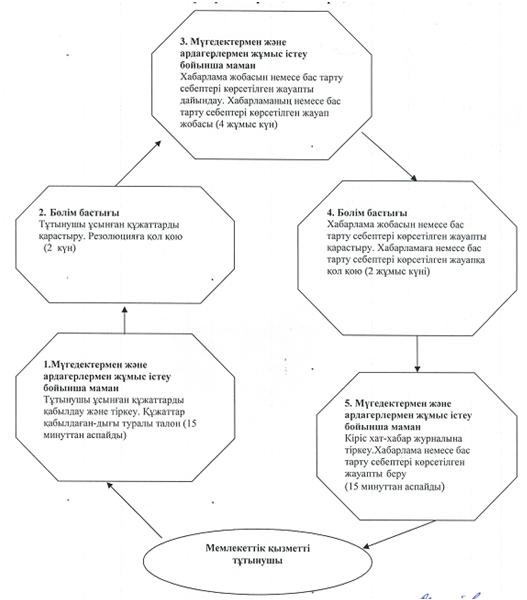 3. Мүгедектермен және
ардагерлермен жұмыс істеу
бойынша маман
Хабарлама жобасын немесе бас тарту
себептері көрсетілген жауапты
дайындау. Хабарламаның немесе бас
тарту себептері көрсетілген жауап
жобасы (4 жұмыс күн)
2. Бөлім бастығы
Тұтынушы ұсынған құжаттарды
қарастыру. Резолюцияға қол қою
(2 күн)
4. Бөлім бастығы
Хабарлама жобасын немесе бас
тарту себептері көрсетілген жауапты
қарастыру. Хабарламаға немесе бас
тарту себептері көрсетілген жауапқа
қол қою (2 жұмыс күні)
1.Мүгедектермен және
ардагерлермен жұмыс істеу
бойынша маман
Тұтынушы ұсынған құжаттарды
қабылдау және тіркеу. Құжаттар
қабылдаған-дығы туралы талон (15
минуттан аспайды)
5. Мүгедектермен және
ардагерлермен жұмыс істеу
бойынша маман
Кіріс хат-хабар журналына
тіркеу.Хабарлама немесе бас
тарту себептері көрсетілген
жауапты беру
(15 минуттан аспайды)
Мемлекеттік қызметті
тұтынушы